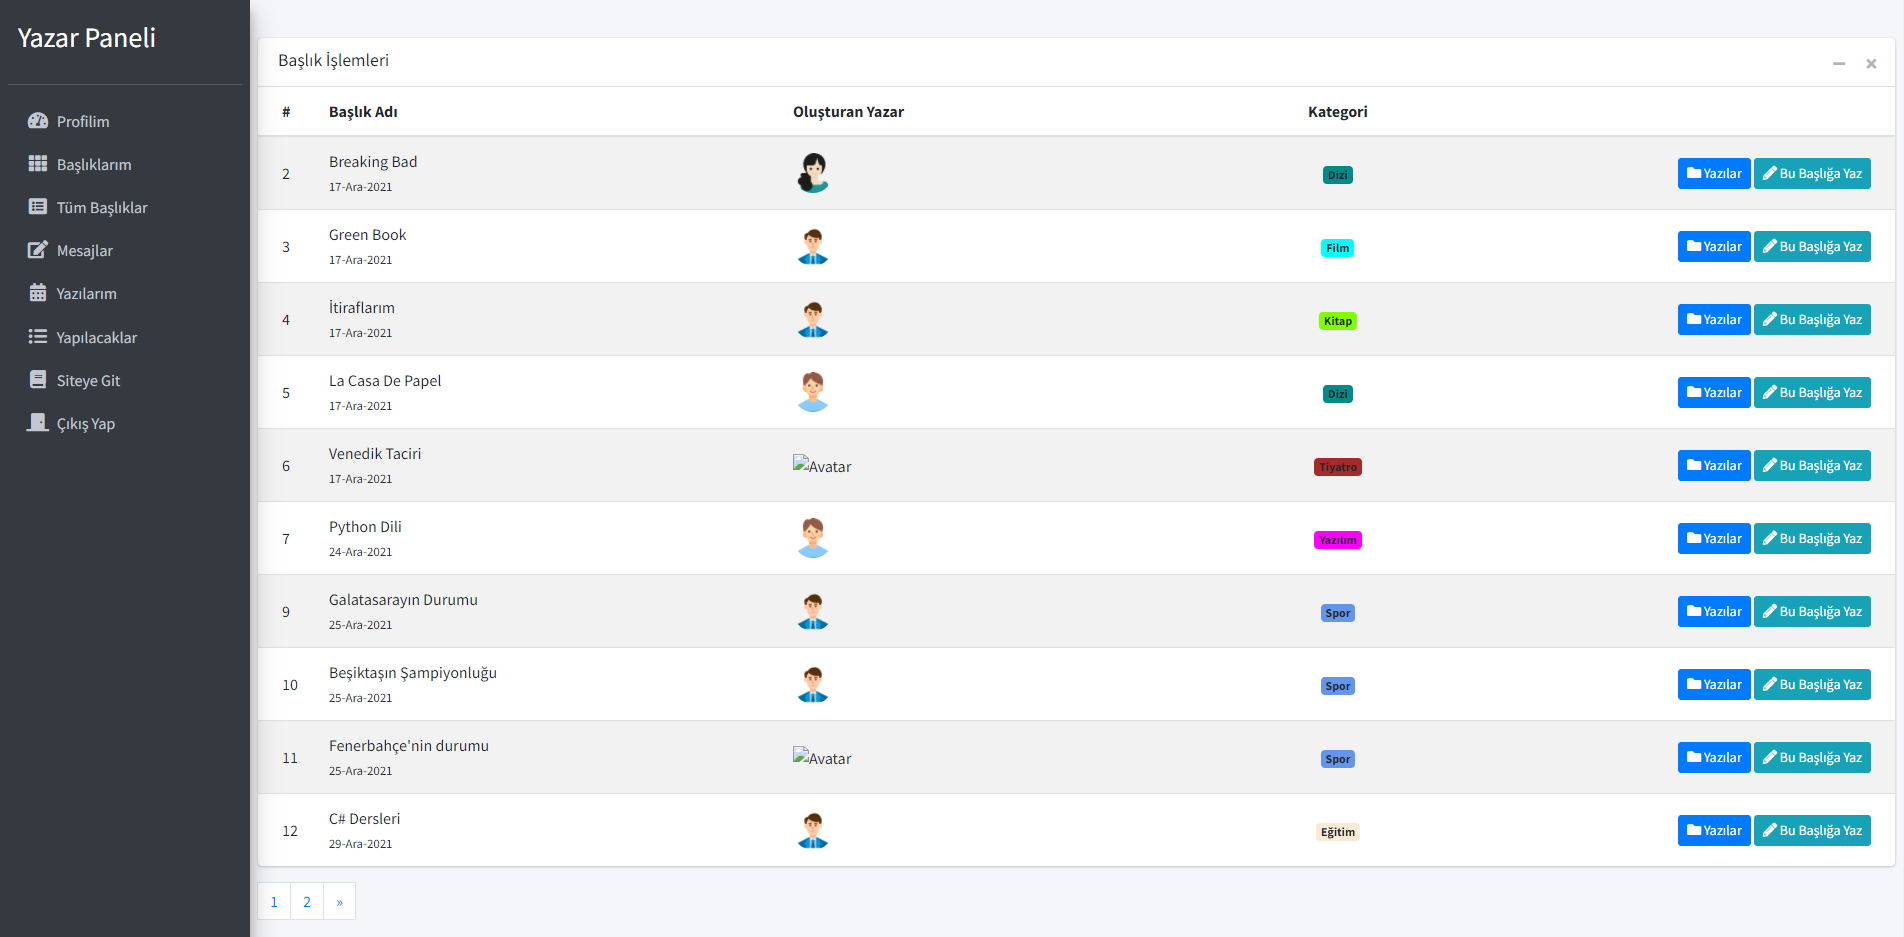 Yazar Paneli
Profilim
Başlıklarım
Tüm Başlıklar
Mesajlar
Yazılarım
Yapılacaklar
Siteye Git
Çıkış Yap
Başlık İşlemleri
# Başlık Adı Oluşturan Yazar Kategori
2 Breaking Bad Dizi Yazılar Bu Başlığa Yaz
17-Ara-2021
3 Green Book Film Yazılar Bu Başlığa Yaz
17-Ara-2021
4 İtiraflarım Kitap Yazılar Bu Başlığa Yaz
17-Ara-2021
5 La Casa De Papel Dizi Yazılar Bu Başlığa Yaz
17-Ara-2021
6 Venedik Taciri Avatar Tiyatro Yazılar Bu Başlığa Yaz
17-Ara-2021
7 Python Dili Yazılım Yazılar Bu Başlığa Yaz
24-Ara-2021
9 Galatasarayın Durumu Spor Yazılar Bu Başlığa Yaz
25-Ara-2021
10 Beşiktaşın Şampiyonluğu Spor Yazılar Bu Başlığa Yaz
25-Ara-2021
11 Fenerbahçe'nin durumu Avatar Spor Yazılar Bu Başlığa Yaz
25-Ara-2021
12 C# Dersleri Eğitim Yazılar Bu Başlığa Yaz
29-Ara-2021
1 2 »